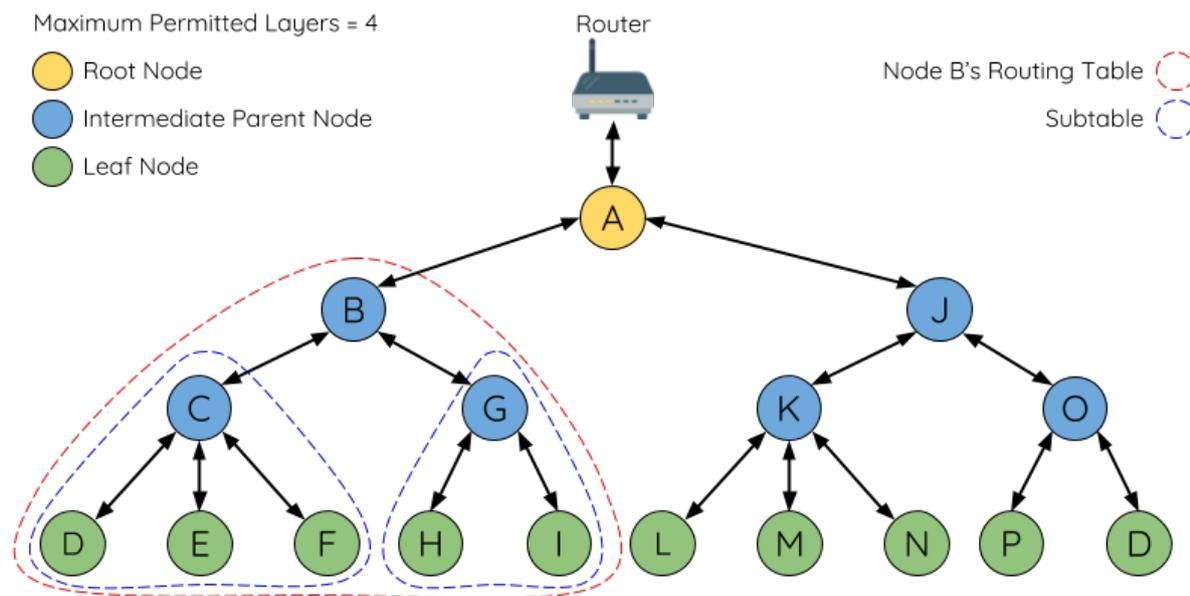 Maximum Permitted Layers = 4
Router
Root Node
Node B's Routing Table
Intermediate Parent Node
Subtable
Leaf Node
A
B
J
C
G
K
O
D
E
F
H
I
L
M
N
P
D